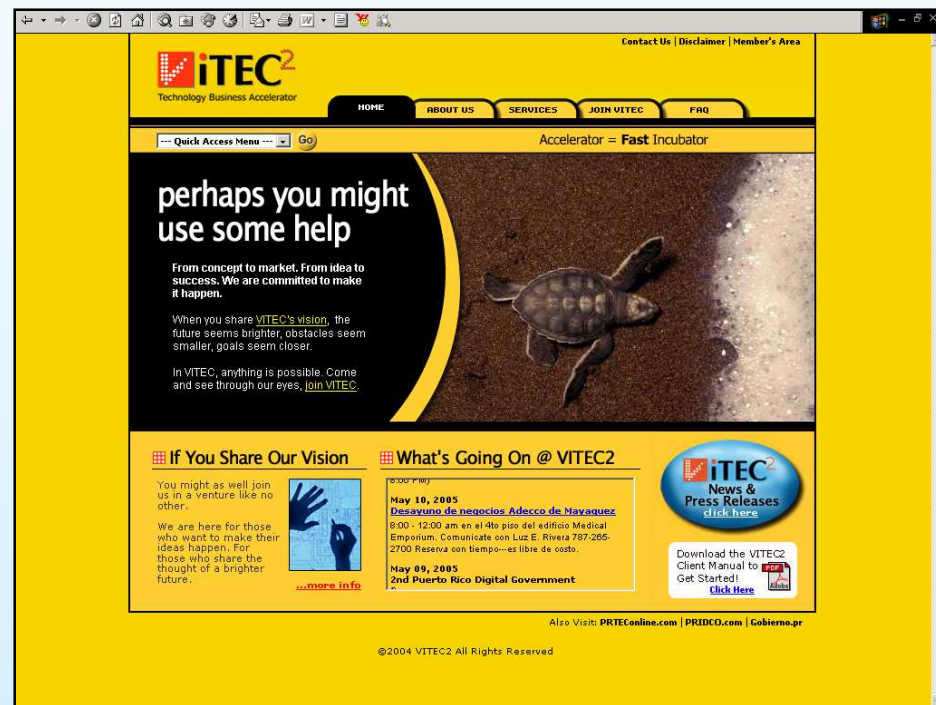 Contact Us | Disclaimer | Member's Area
iTEC2
Technology Business Accelerator
HOME
ABOUT US
SERVICES
JOIN VITEC
FAQ
--- Quick Access Menu ---
Go
Accelerator = Fast Incubator
perhaps you might
use some help
From concept to market. From idea to
success. We are committed to make
it happen.
When you share VITEC's vision, the
future seems brighter, obstacles seem
smaller, goals seem closer.
In VITEC, anything is possible. Come
and see through our eyes, join VITEC.
If You Share Our Vision
You might as well join
us in a venture like no
other.
We are here for those
who want to make their
ideas happen. For
those who share the
thought of a brighter
future.
...more info
What's Going On @ VITEC2
8:00 PM)
May 10, 2005
Desayuno de negocios Adecco de Mayaguez
8:00 - 12:00 am en el 4to piso del edificio Medical
Emporium. Comunicate con Luz E. Rivera 787-265-
2700 Reserva con tiempo---es libre de costo.
May 09, 2005
2nd Puerto Rico Digital Government
iTEC2
News &
Press Releases
click here
Download the VITEC2
Client Manual to
Get Started!
Click Here
PDF
Adobe
Also Visit: PRTEConline.com | PRIDCO.com | Gobierno.pr
©2004 VITEC2 All Rights Reserved